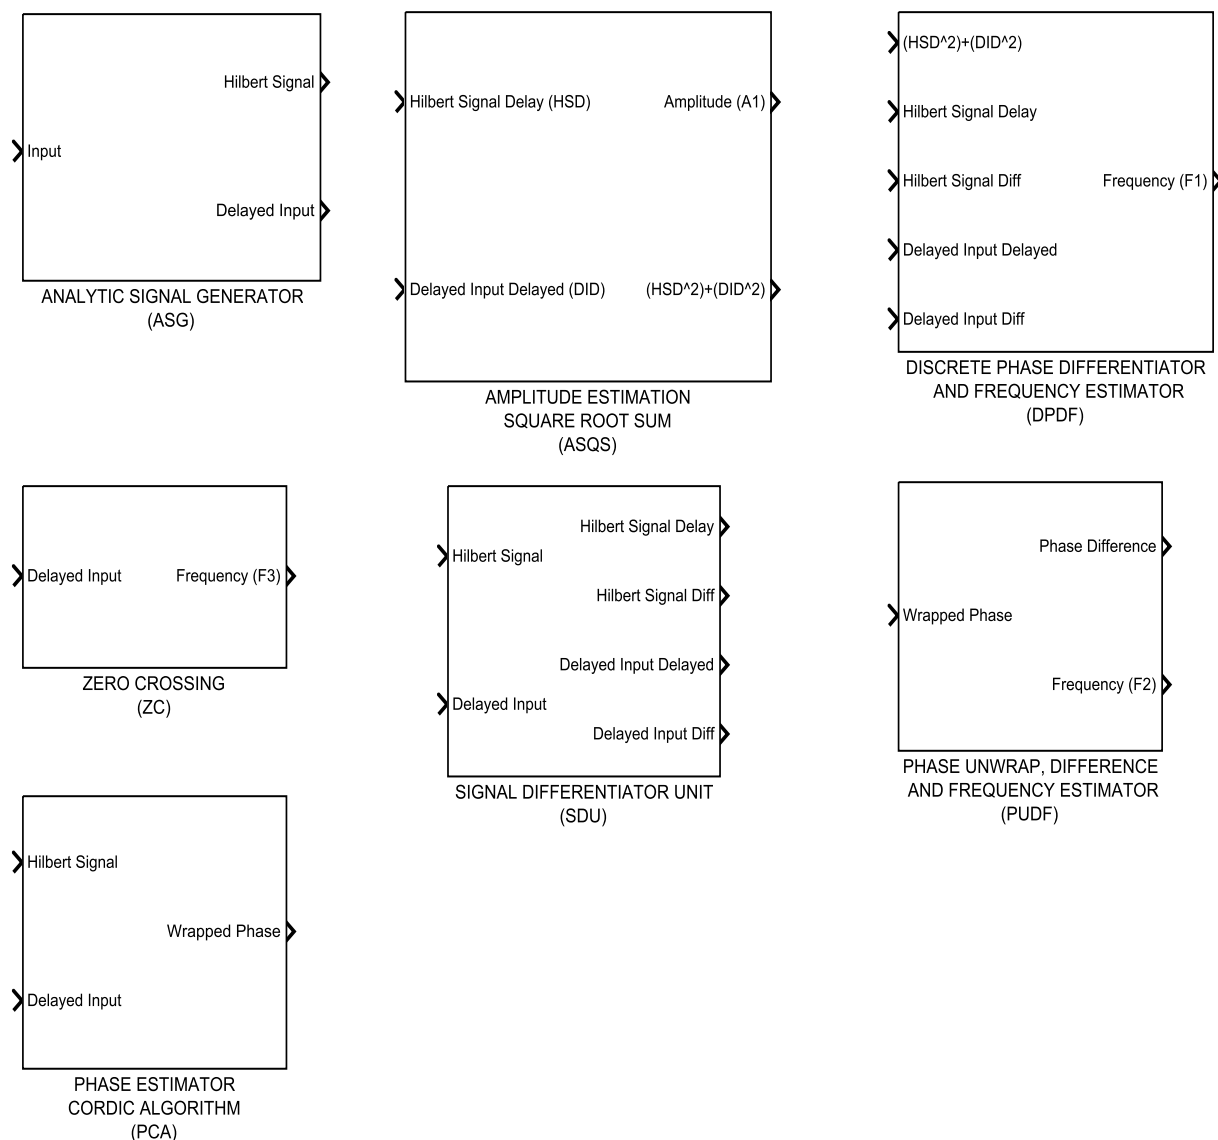 Hilbert Signal
Input
Delayed Input
ANALYTIC SIGNAL GENERATOR
(ASG)
Hilbert Signal Delay (HSD)
Amplitude (A1)
Delayed Input Delayed (DID)
(HSD^2)+(DID^2)
AMPLITUDE ESTIMATION
SQUARE ROOT SUM
(ASQS)
(HSD^2)+(DID^2)
Hilbert Signal Delay
Hilbert Signal Diff
Frequency (F1)
Delayed Input Delayed
Delayed Input Diff
DISCRETE PHASE DIFFERENTIATOR
AND FREQUENCY ESTIMATOR
(DPDF)
Delayed Input
Frequency (F3)
ZERO CROSSING
(ZC)
Hilbert Signal Delay
Hilbert Signal
Hilbert Signal Diff
Delayed Input Delayed
Delayed Input
Delayed Input Diff
SIGNAL DIFFERENTIATOR UNIT
(SDU)
Phase Difference
Wrapped Phase
Frequency (F2)
PHASE UNWRAP, DIFFERENCE
AND FREQUENCY ESTIMATOR
(PUDF)
Hilbert Signal
Wrapped Phase
Delayed Input
PHASE ESTIMATOR
CORDIC ALGORITHM
(PCA)